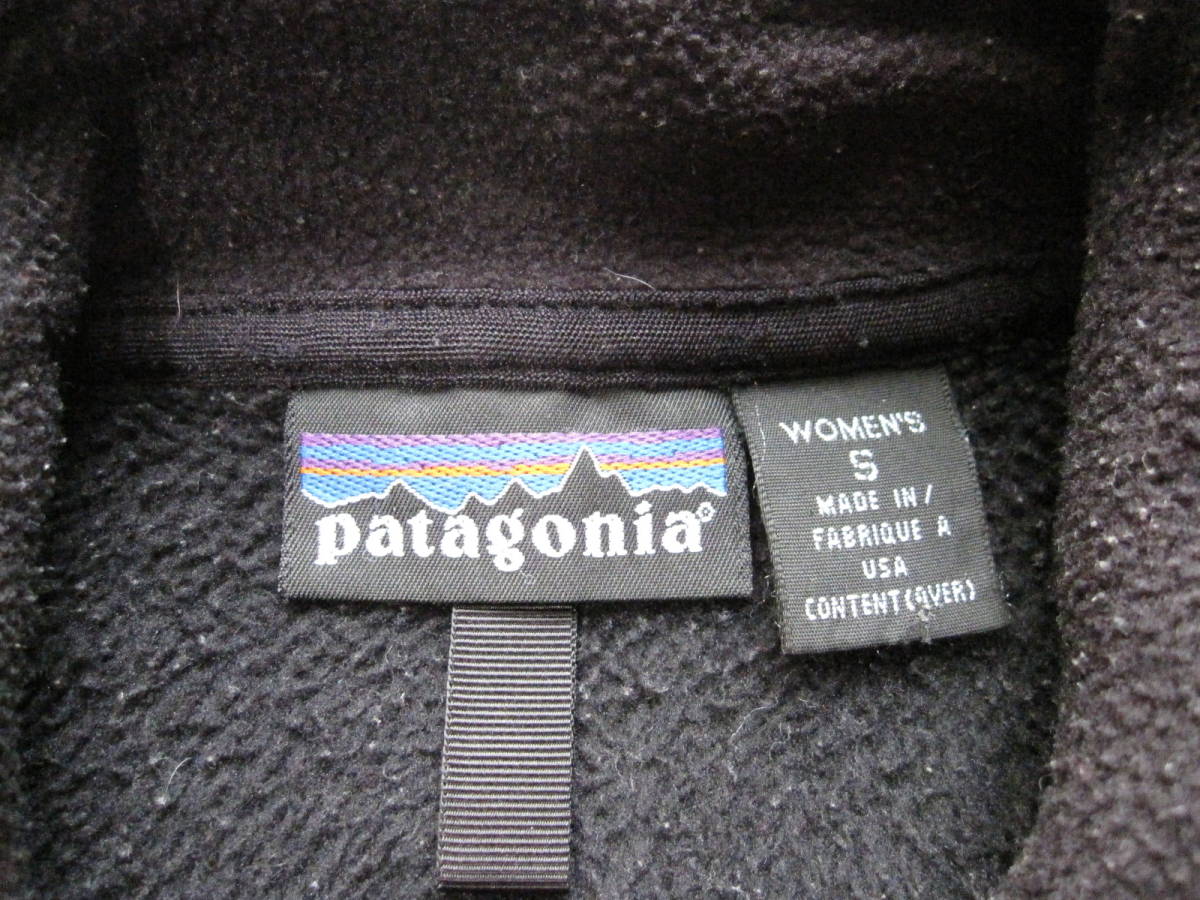 patagonia®
WOMEN'S
S
MADE IN/
FABRIQUE A
USA
CONTENT(OVER)